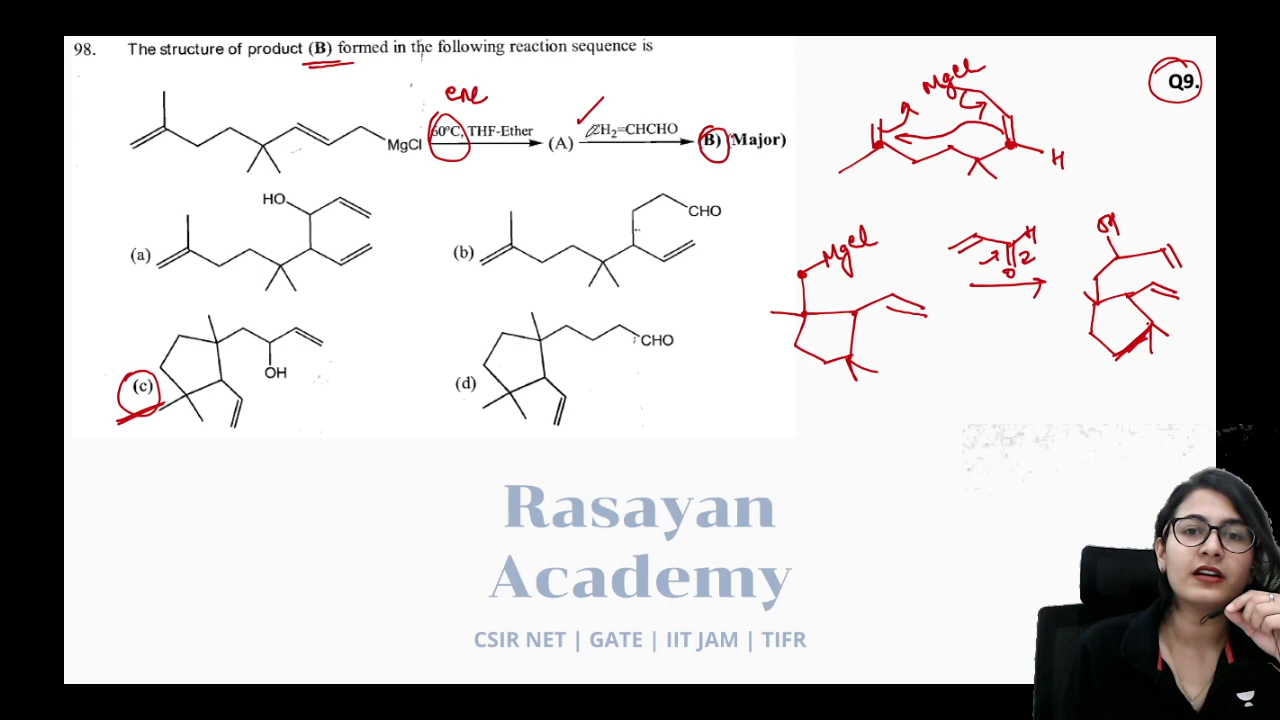 98. The structure of product (B) formed in the following reaction sequence is
Q9.
ene
MgCl
60°C, THF-Ether
(A)
CH2=CHCHO
(B) (Major)
MgCl
H
HO
(a)
(b)
CHO
MgCl
H
O
OH
(c)
OH
(d)
CHO
Rasayan
Academy
CSIR NET | GATE | IIT JAM | TIFR